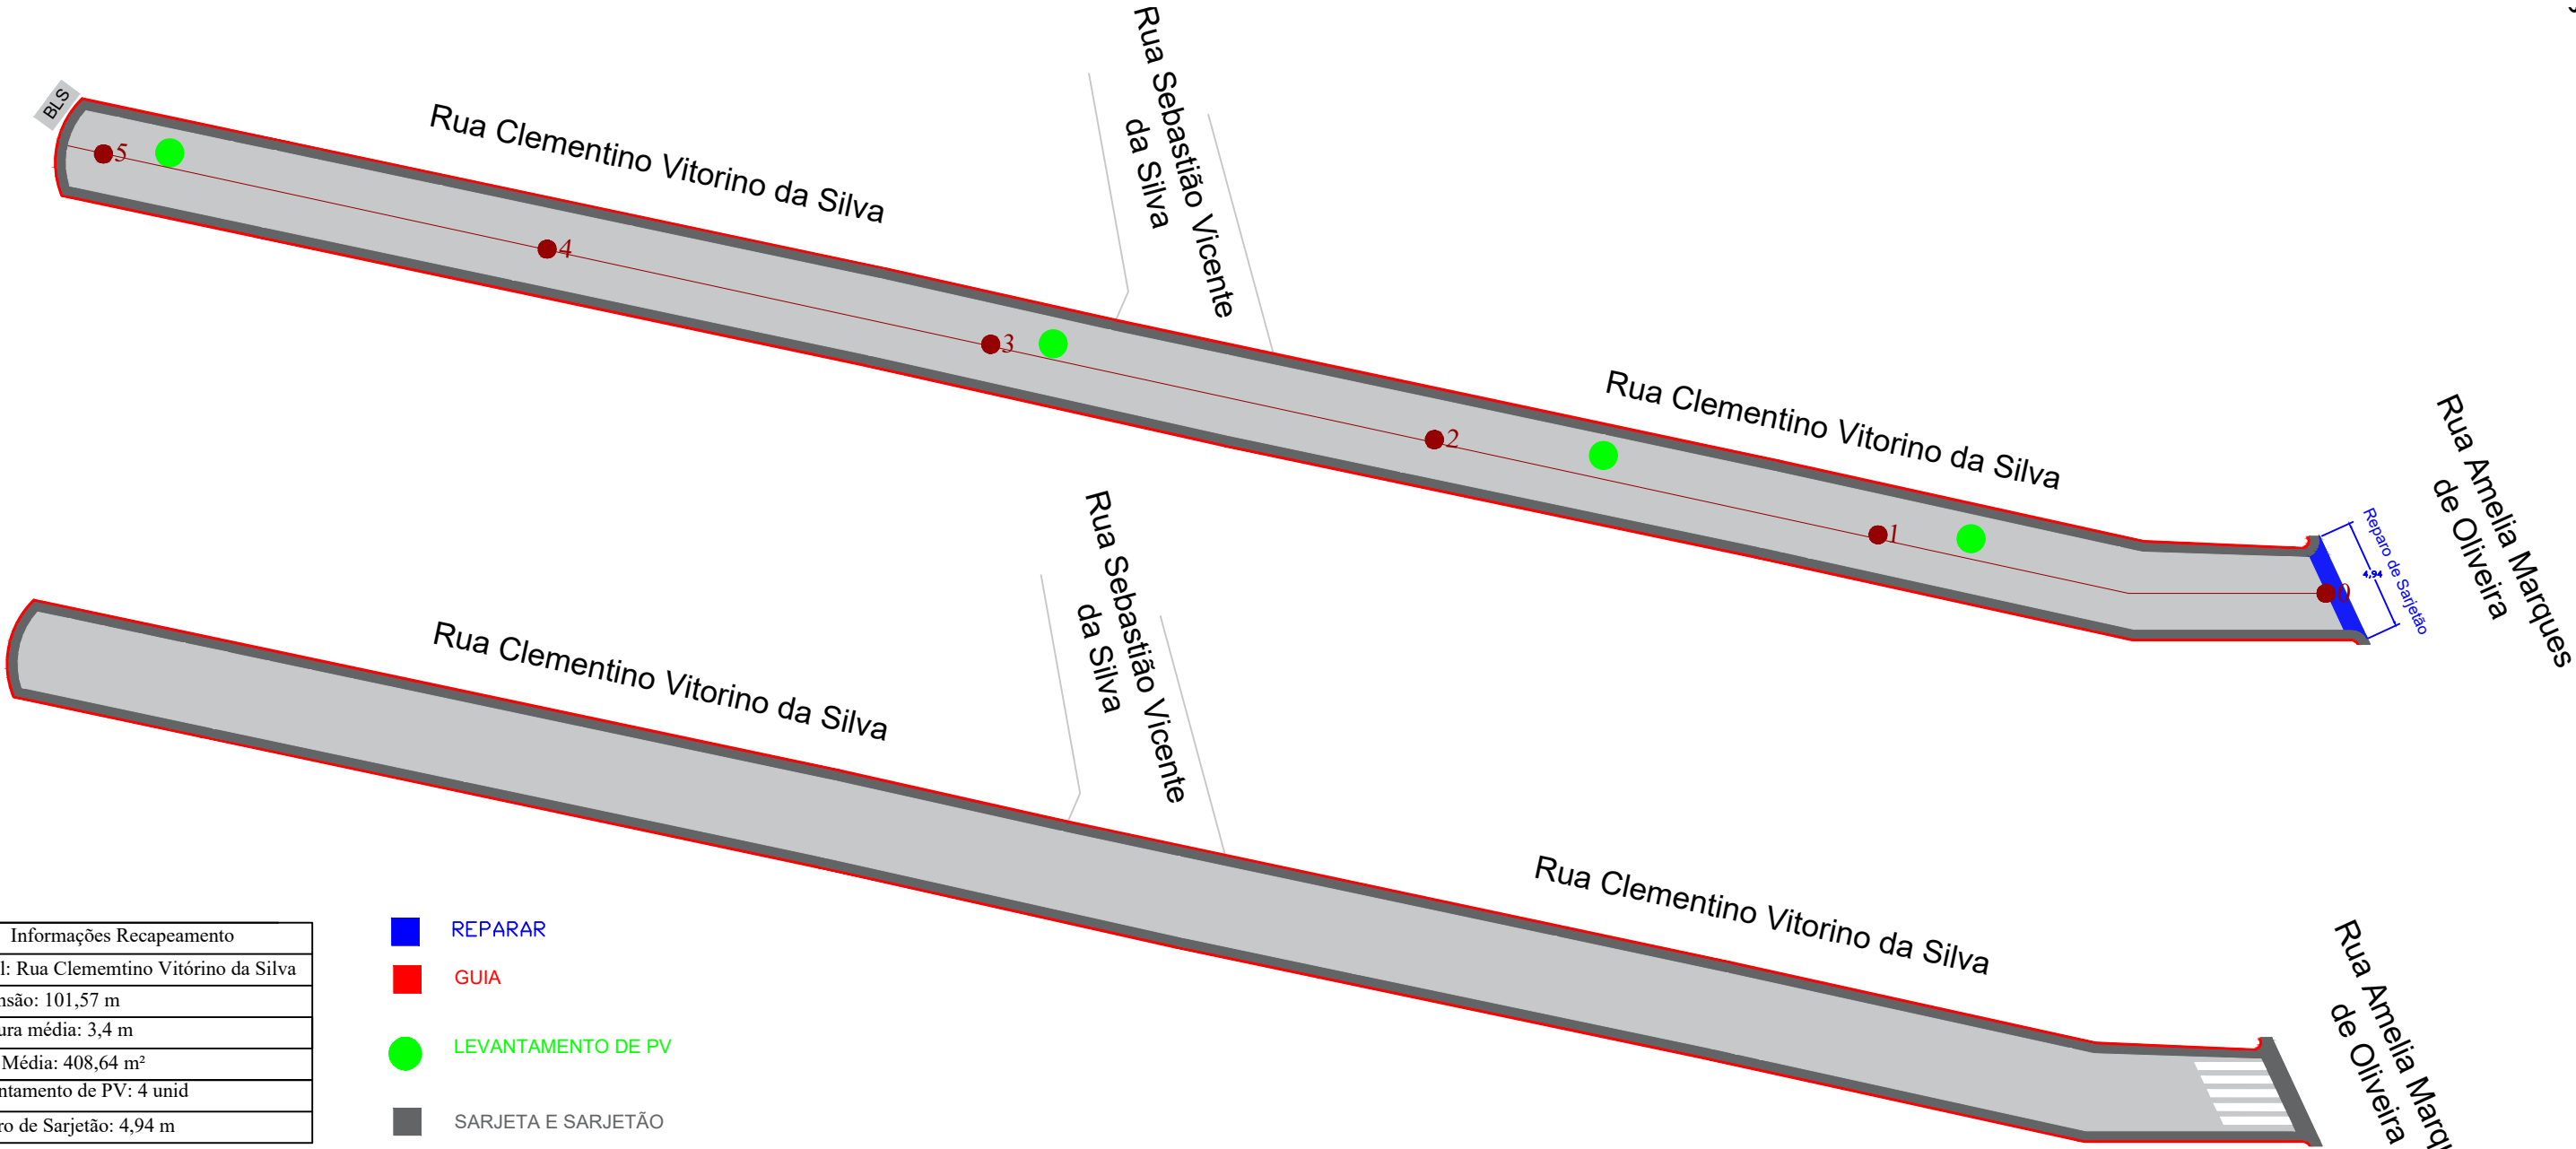 BLS
Rua Clementino Vitorino da Silva
Rua Sebastião Vicente
da Silva
5
4
3
2
1
0
Rua Clementino Vitorino da Silva
Reparo de Sarjetão
4,94
Rua Amelia Marques
de Oliveira
Rua Clementino Vitorino da Silva
Rua Sebastião Vicente
da Silva
Rua Clementino Vitorino da Silva
Rua Amelia Marqu
de Oliveira
Informações Recapeamento
l: Rua Clememtino Vitórino da Silva
nsão: 101,57 m
ura média: 3,4 m
Média: 408,64 m²
ntamento de PV: 4 unid
ro de Sarjetão: 4,94 m
REPARAR
GUIA
LEVANTAMENTO DE PV
SARJETA E SARJETÃO